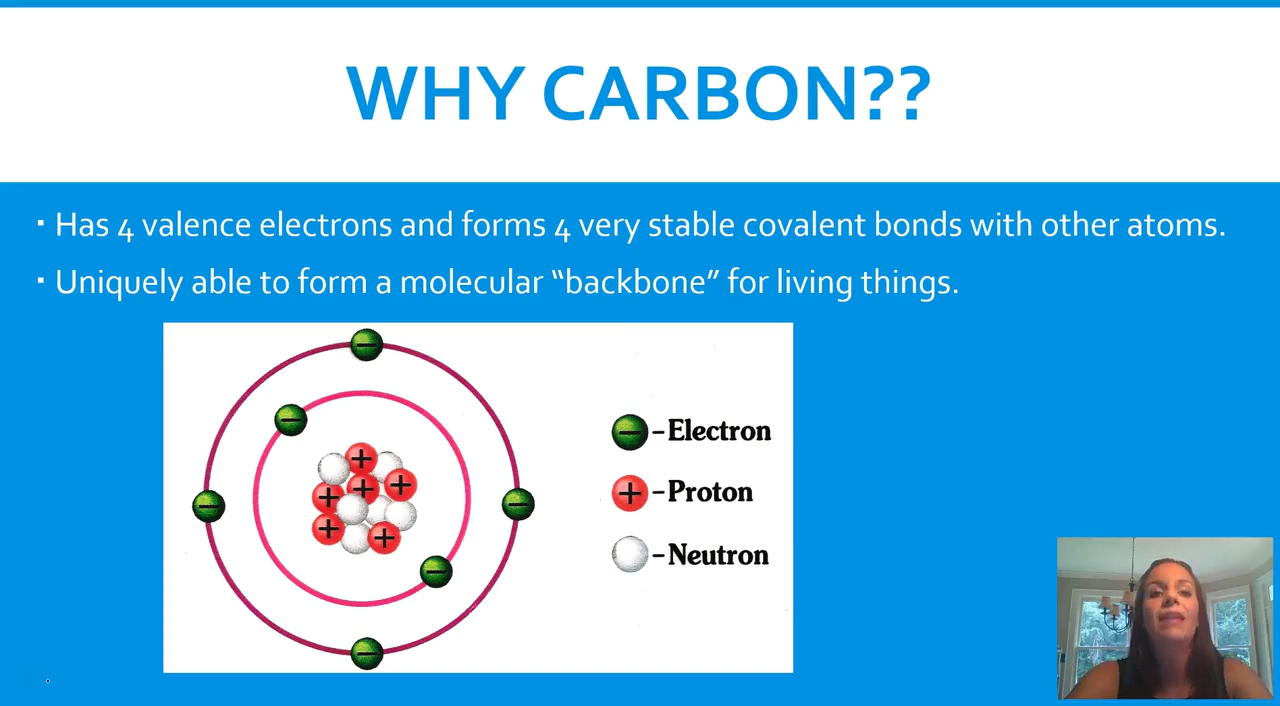 WHY CARBON??
▪ Has 4 valence electrons and forms 4 very stable covalent bonds with other atoms.
▪ Uniquely able to form a molecular “backbone” for living things.
– Electron
– Proton
– Neutron